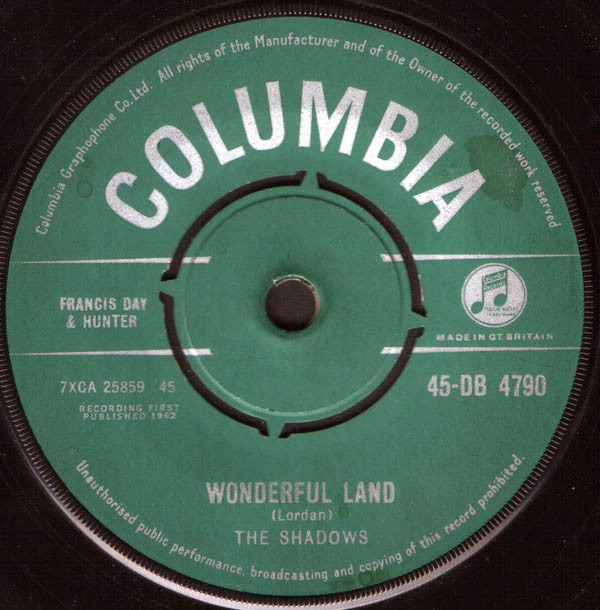 Columbia Graphophone Co. Ltd. All rights of the Manufacturer and of the Owner of the recorded work reserved
COLUMBIA
FRANCIS DAY
& HUNTER
Columbia
Records
MADE IN GT. BRITAIN
7XCA 25859 45
45-DB 4790
RECORDING FIRST
PUBLISHED 1962
WONDERFUL LAND
(Lordan)
THE SHADOWS
Unauthorised public performance, broadcasting and copying of this record prohibited.